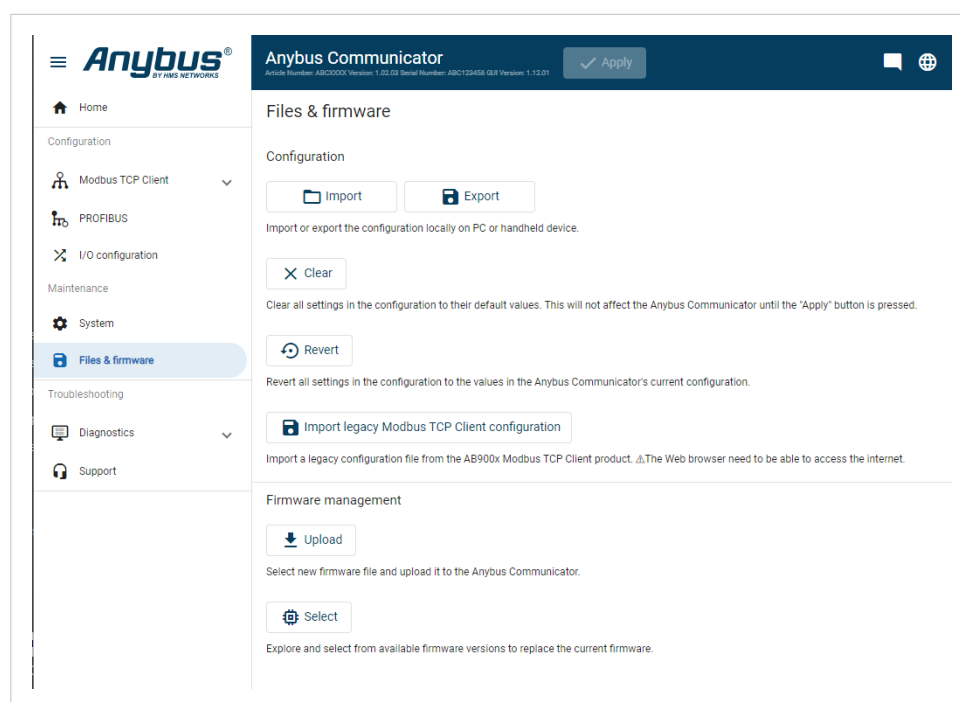 Anybus®
BY HMS NETWORKS
Anybus Communicator
Article Number: ABCXXXX Version: 1.02.03 Serial Number: ABC123456 GUI Version: 1.12.01
Apply
Home
Configuration
Modbus TCP Client
PROFIBUS
I/O configuration
Maintenance
System
Files & firmware
Troubleshooting
Diagnostics
Support
Files & firmware
Configuration
Import
Export
Import or export the configuration locally on PC or handheld device.
Clear
Clear all settings in the configuration to their default values. This will not affect the Anybus Communicator until the "Apply" button is pressed.
Revert
Revert all settings in the configuration to the values in the Anybus Communicator's current configuration.
Import legacy Modbus TCP Client configuration
Import a legacy configuration file from the AB900x Modbus TCP Client product. ⚠The Web browser need to be able to access the internet.
Firmware management
Upload
Select new firmware file and upload it to the Anybus Communicator.
Select
Explore and select from available firmware versions to replace the current firmware.